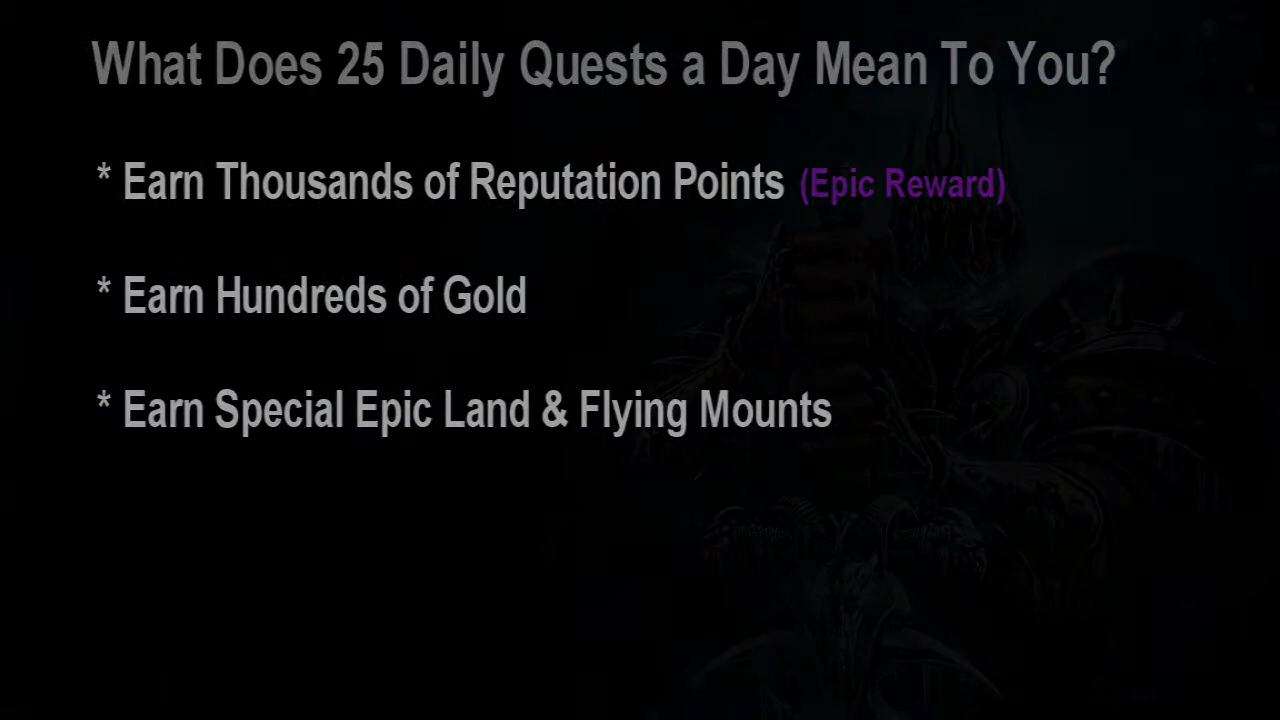 What Does 25 Daily Quests a Day Mean To You?
* Earn Thousands of Reputation Points (Epic Reward)
* Earn Hundreds of Gold
* Earn Special Epic Land & Flying Mounts